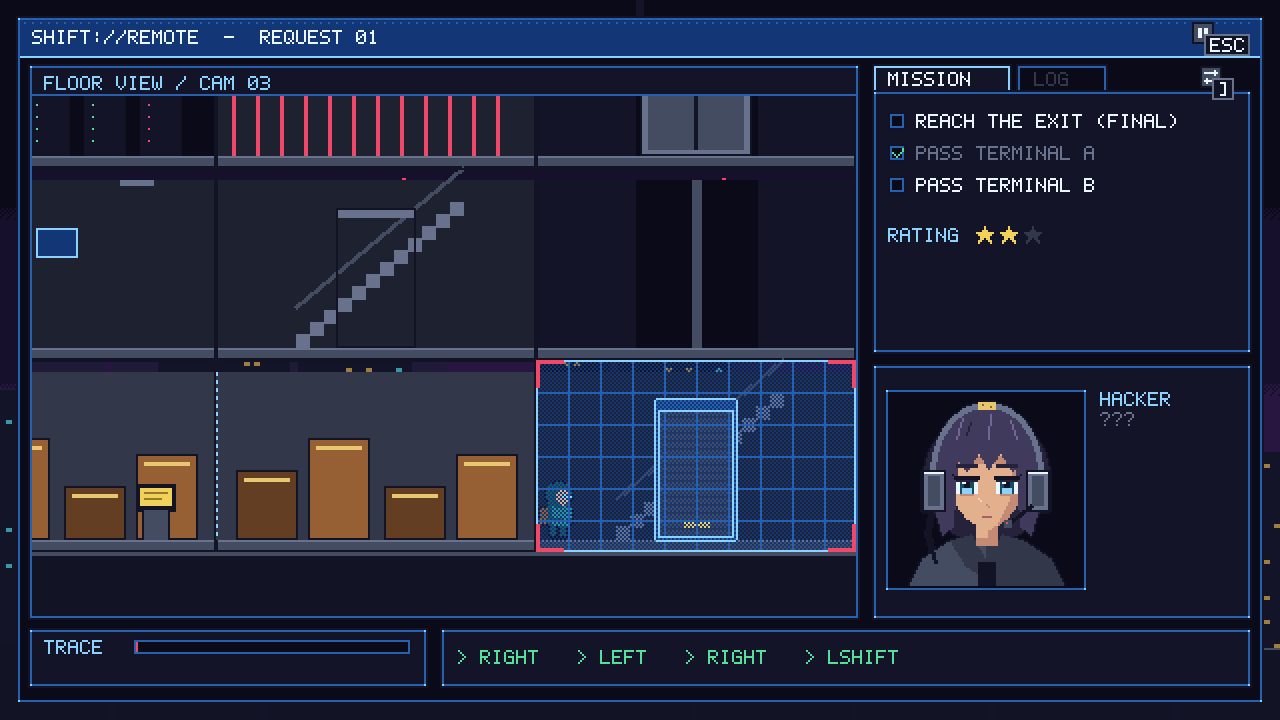 SHIFT://REMOTE - REQUEST 01
ESC
FLOOR VIEW / CAM 03
MISSION
LOG
]
REACH THE EXIT (FINAL)
PASS TERMINAL A
PASS TERMINAL B
RATING
HACKER
???
TRACE
> RIGHT > LEFT > RIGHT > LSHIFT